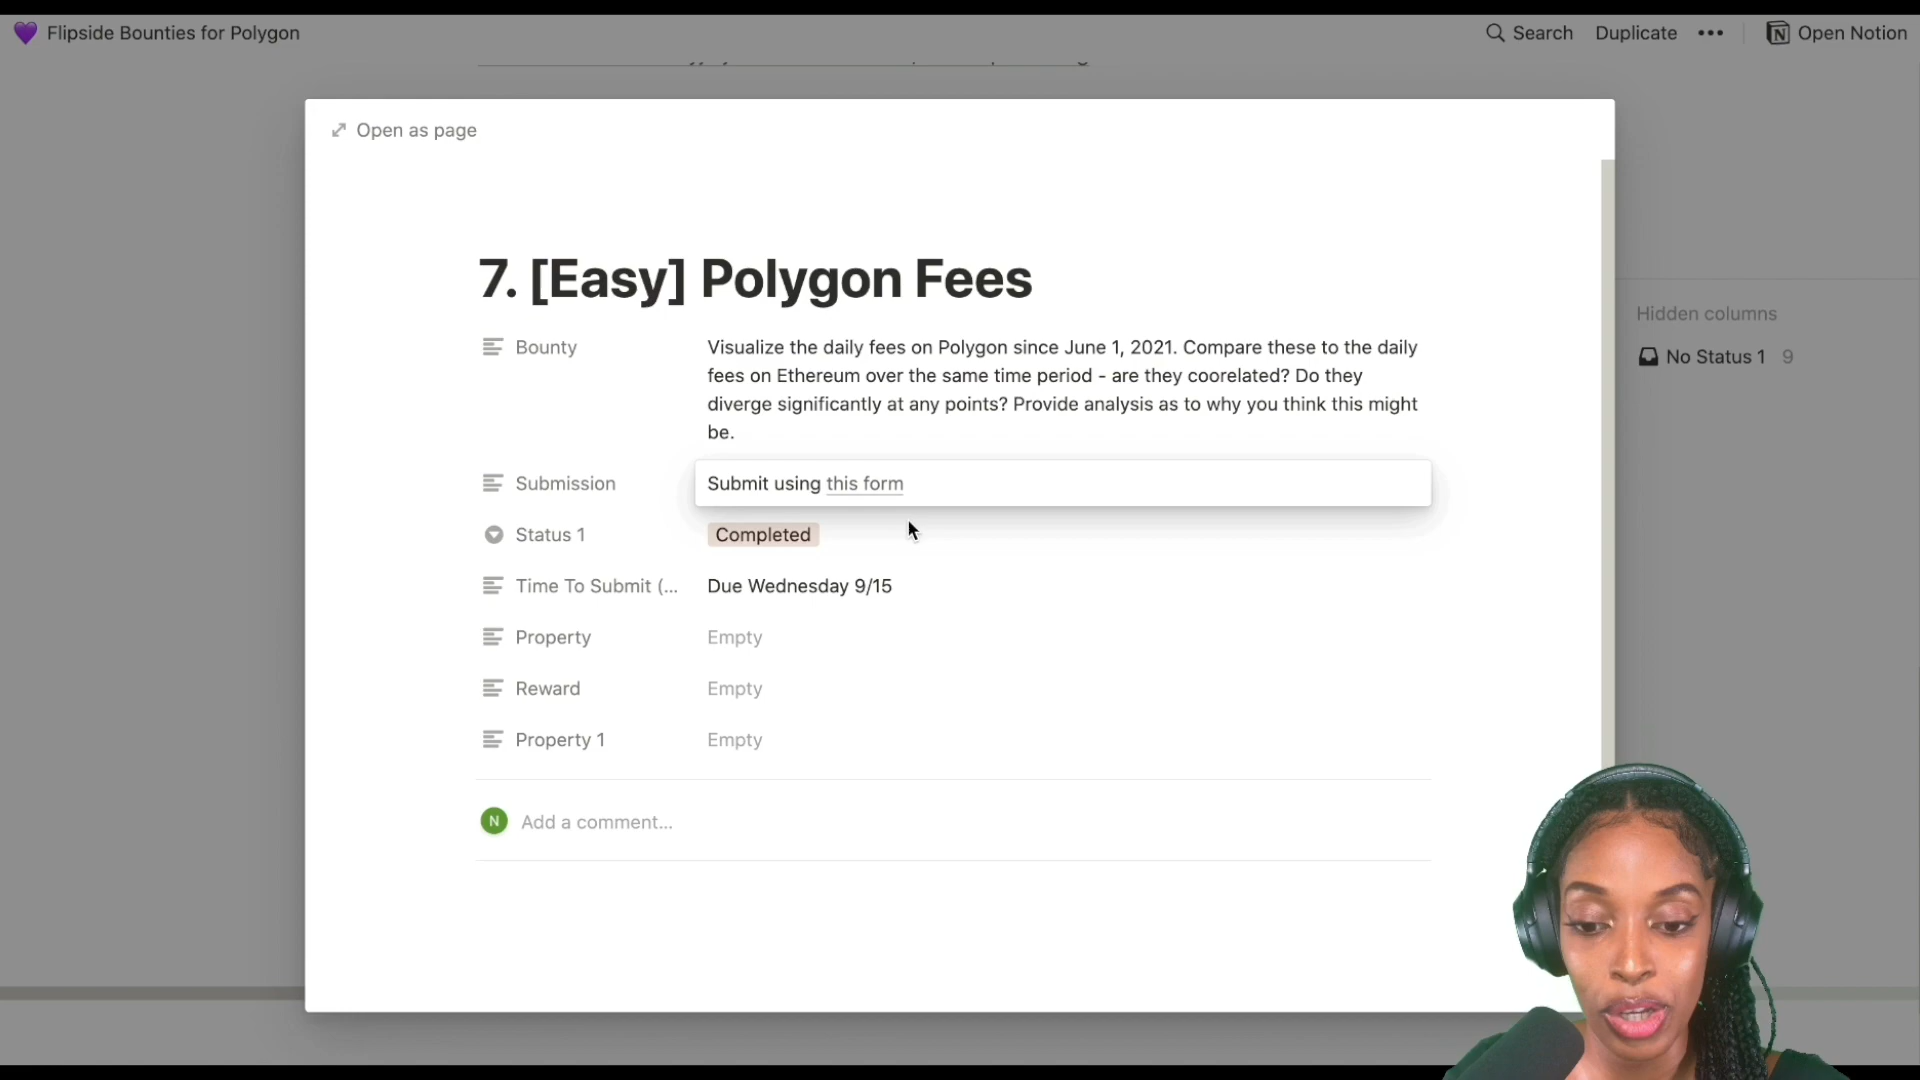 Flipside Bounties for Polygon
Search
Duplicate
Open Notion
Open as page
7. [Easy] Polygon Fees
Bounty
Visualize the daily fees on Polygon since June 1, 2021. Compare these to the daily
fees on Ethereum over the same time period - are they coorelated? Do they
diverge significantly at any points? Provide analysis as to why you think this might
be.
Submission
Submit using this form
Status 1
Completed
Time To Submit (...
Due Wednesday 9/15
Property
Empty
Reward
Empty
Property 1
Empty
N
Add a comment...
Hidden columns
No Status 1 9